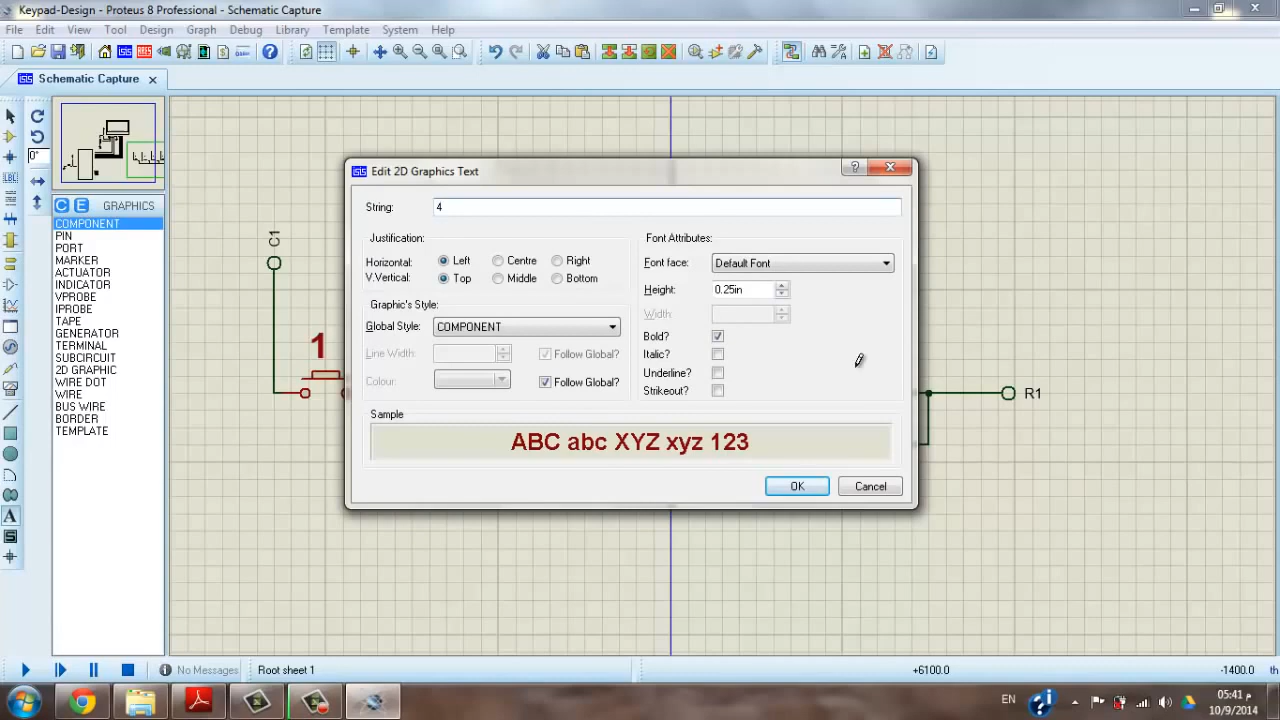 Keypad-Design - Proteus 8 Professional - Schematic Capture
File Edit View Tool Design Graph Debug Library Template System Help
Schematic Capture
0°
C E GRAPHICS
COMPONENT
PIN
PORT
MARKER
ACTUATOR
INDICATOR
VPROBE
IPROBE
TAPE
GENERATOR
TERMINAL
SUBCIRCUIT
2D GRAPHIC
WIRE DOT
WIRE
BUS WIRE
BORDER
TEMPLATE
C1
1
R1
Edit 2D Graphics Text
String: 4
Justification:
Horizontal: Left Centre Right
V.Vertical: Top Middle Bottom
Graphic's Style:
Global Style: COMPONENT
Line Width: Follow Global?
Colour: Follow Global?
Font Attributes:
Font face: Default Font
Height: 0.25in
Width:
Bold?
Italic?
Underline?
Strikeout?
Sample
ABC abc XYZ xyz 123
OK Cancel
No Messages Root sheet 1 +6100.0 -1400.0 th
EN 05:41 م
10/9/2014